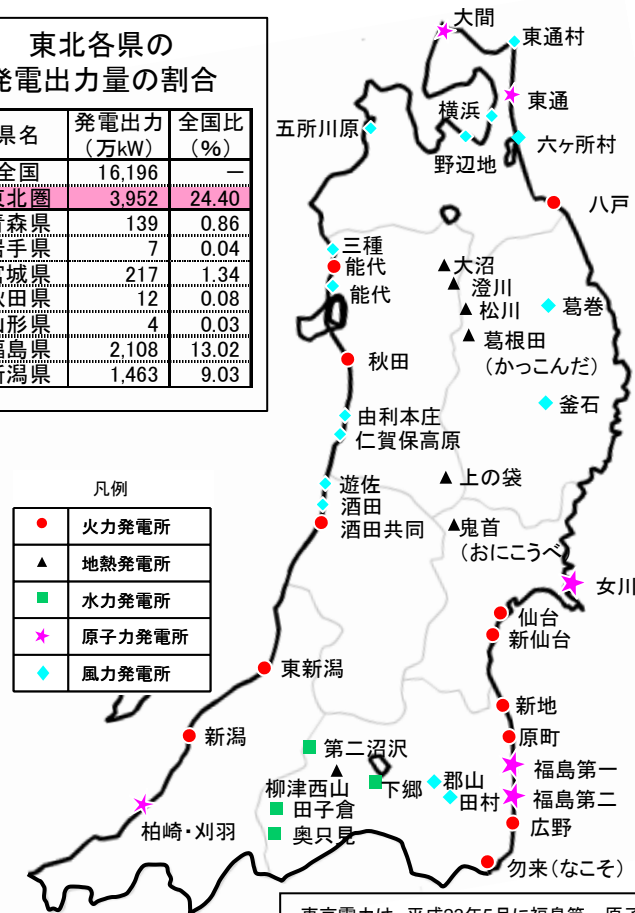 東北各県の
発電出力量の割合
県名 発電出力(万kW) 全国比(%)
全国 16,196 ―
東北圏 3,952 24.40
青森県 139 0.86
岩手県 7 0.04
宮城県 217 1.34
秋田県 12 0.08
山形県 4 0.03
福島県 2,108 13.02
新潟県 1,463 9.03
大間
東通村
東通
横浜
五所川原
六ヶ所村
野辺地
八戸
三種
能代
能代
大沼
澄川
松川
葛巻
葛根田
(かっこんだ)
秋田
釜石
由利本庄
仁賀保高原
上の袋
遊佐
酒田
酒田共同
鬼首
(おにこうべ
女川
凡例
火力発電所
地熱発電所
水力発電所
原子力発電所
風力発電所
仙台
新仙台
東新潟
新地
新潟
原町
第二沼沢
福島第一
柳津西山
下郷
郡山
田村
福島第二
田子倉
柏崎・刈羽
奥只見
広野
勿来(なこそ)